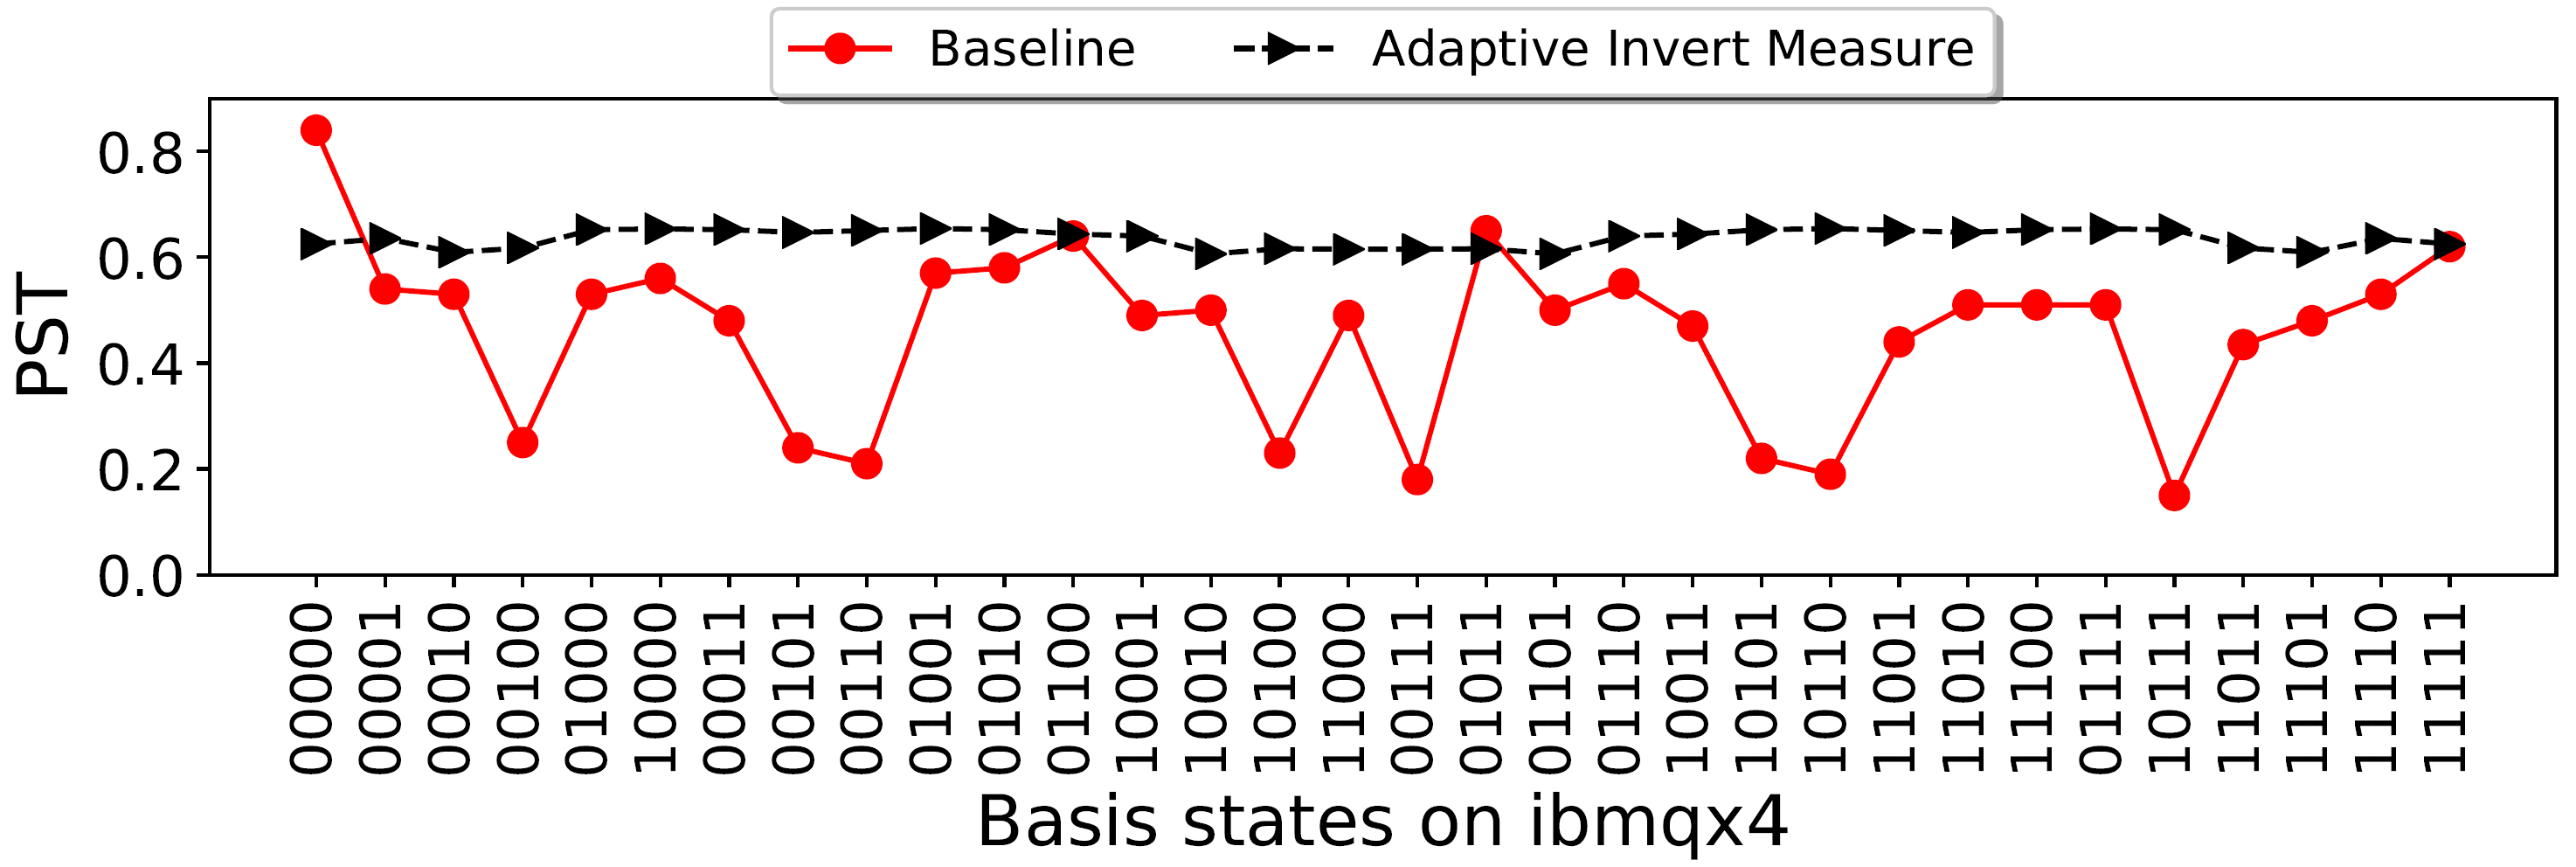 Baseline Adaptive Invert Measure
PST
0.8
0.6
0.4
0.2
0.0
00000 00001 00010 00100 01000 10000 00011 00101 00110 01001 01010 01100 10001 10010 10100 11000 00111 01011 01101 01110 10011 10101 10110 11001 11010 11100 01111 10111 11011 11101 11110 11111
Basis states on ibmqx4